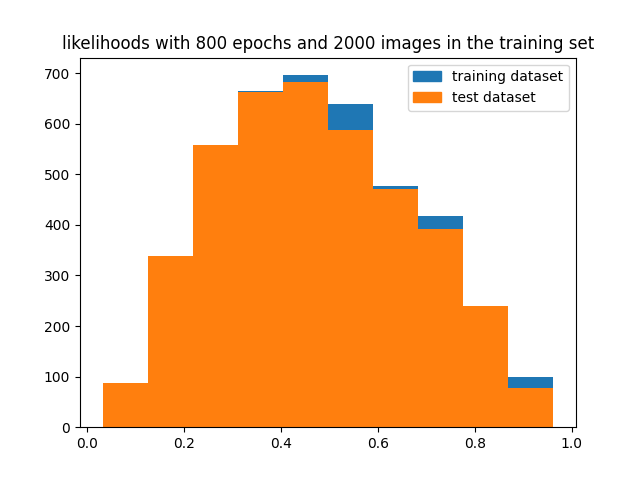 likelihoods with 800 epochs and 2000 images in the training set
training dataset
test dataset
700
600
500
400
300
200
100
0
0.0 0.2 0.4 0.6 0.8 1.0